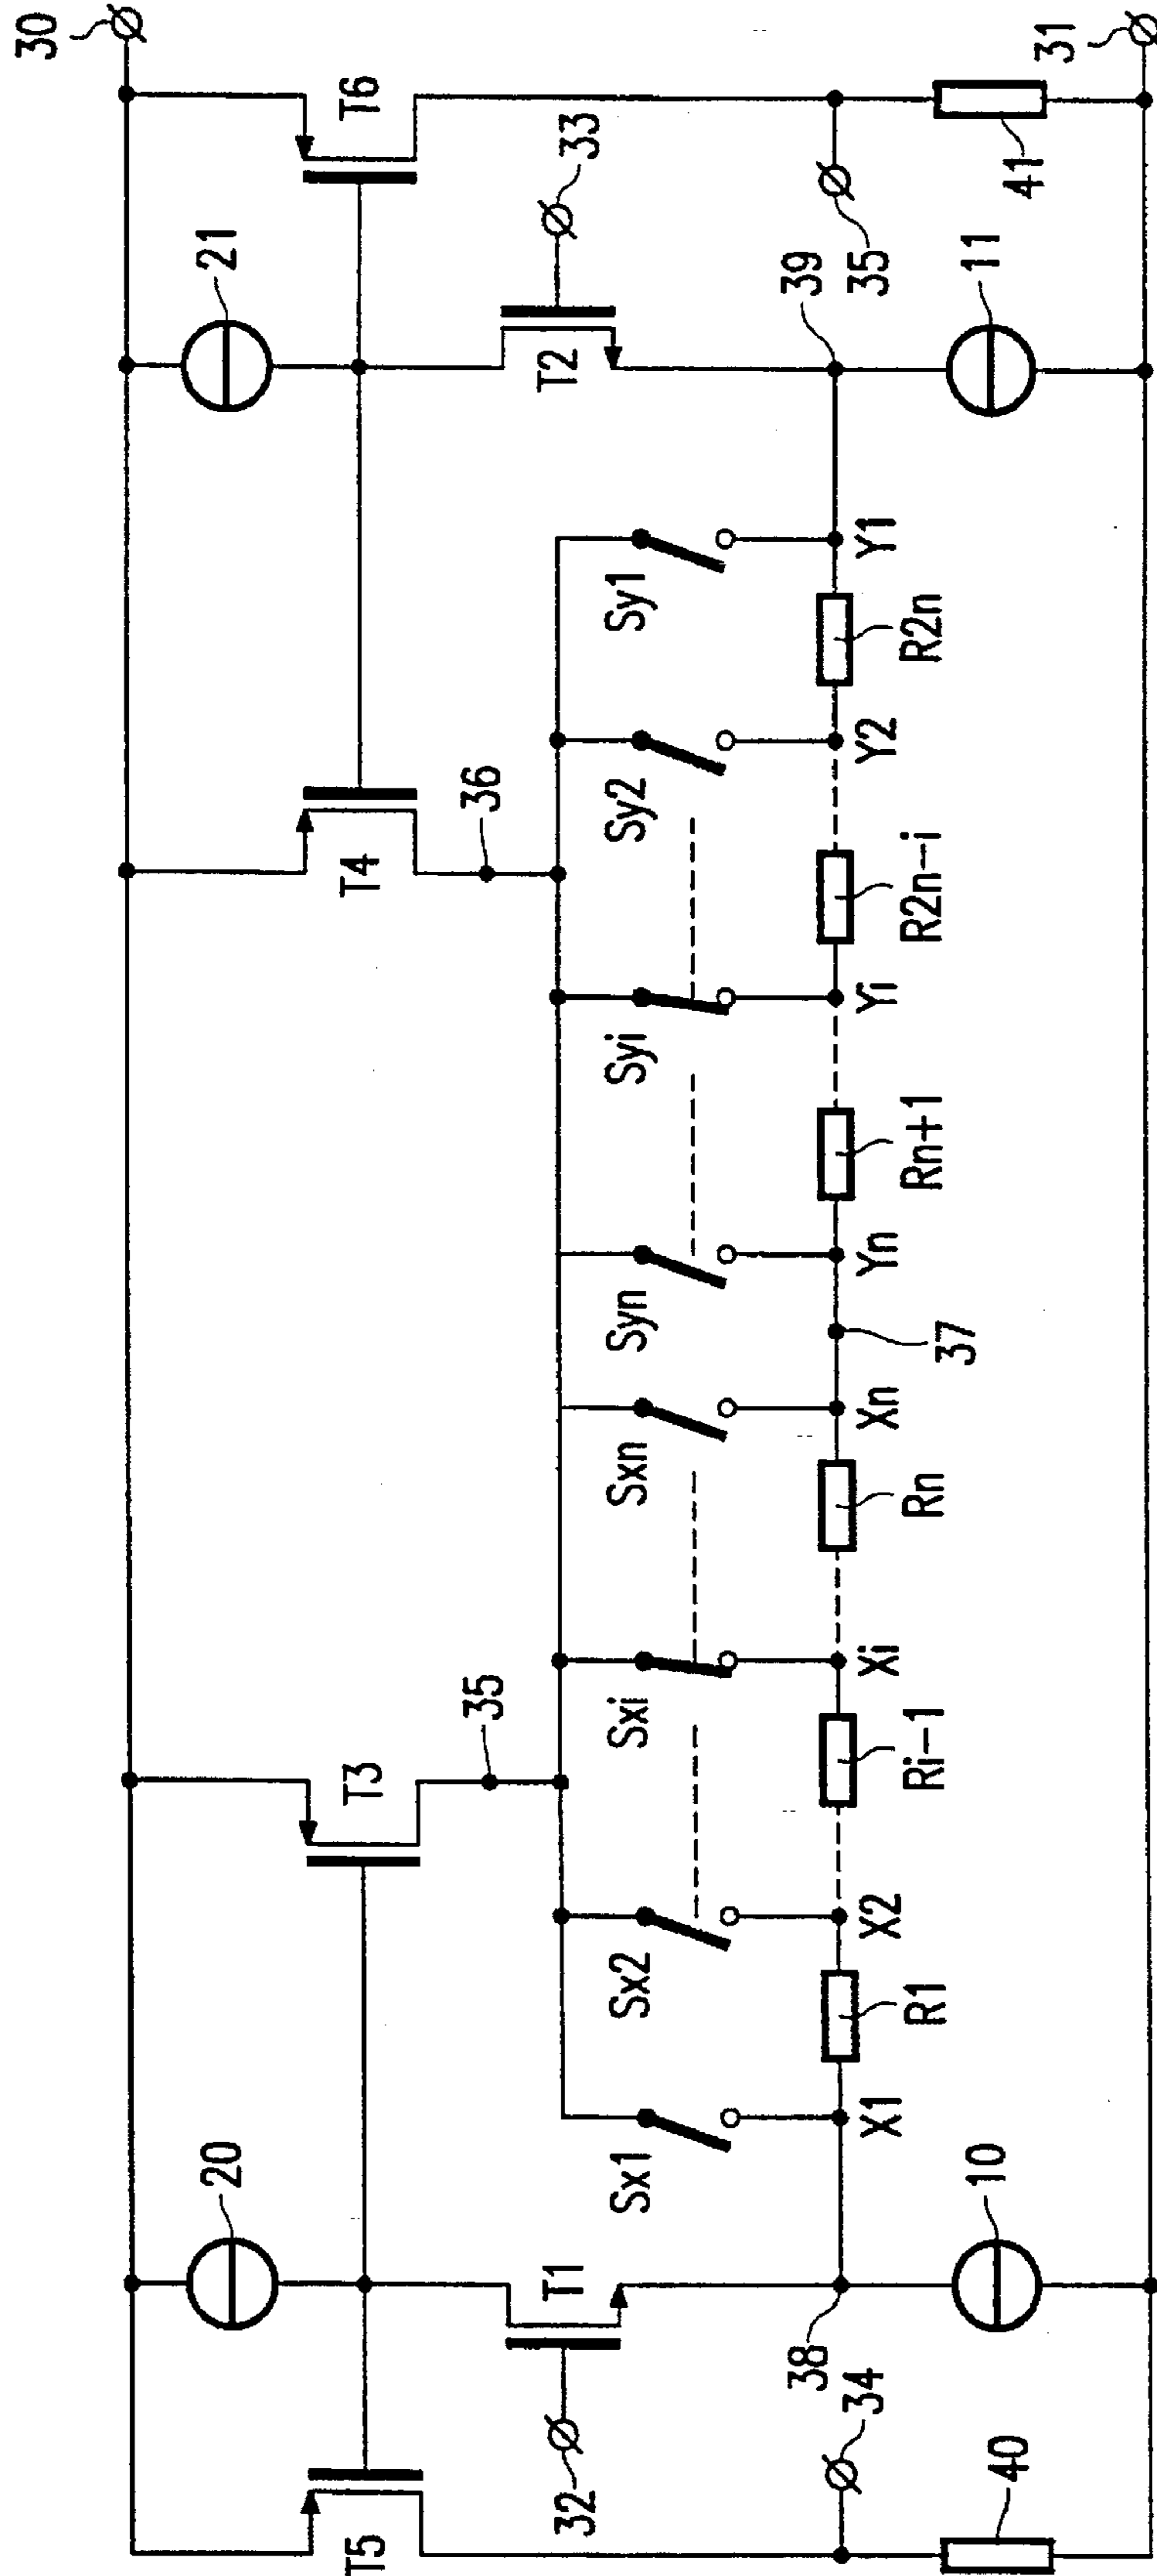 30
20
21
T5
T3
T4
T6
35
36
32
T1
T2
33
Sx1
Sx2
Sxi
Sxn
Syn
Syi
Sy2
Sy1
38
34
39
35
X1
X2
Xi
Xn
Yn
Yi
Y2
Y1
R1
Ri-1
Rn
37
Rn+1
R2n-i
R2n
40
10
11
41
31